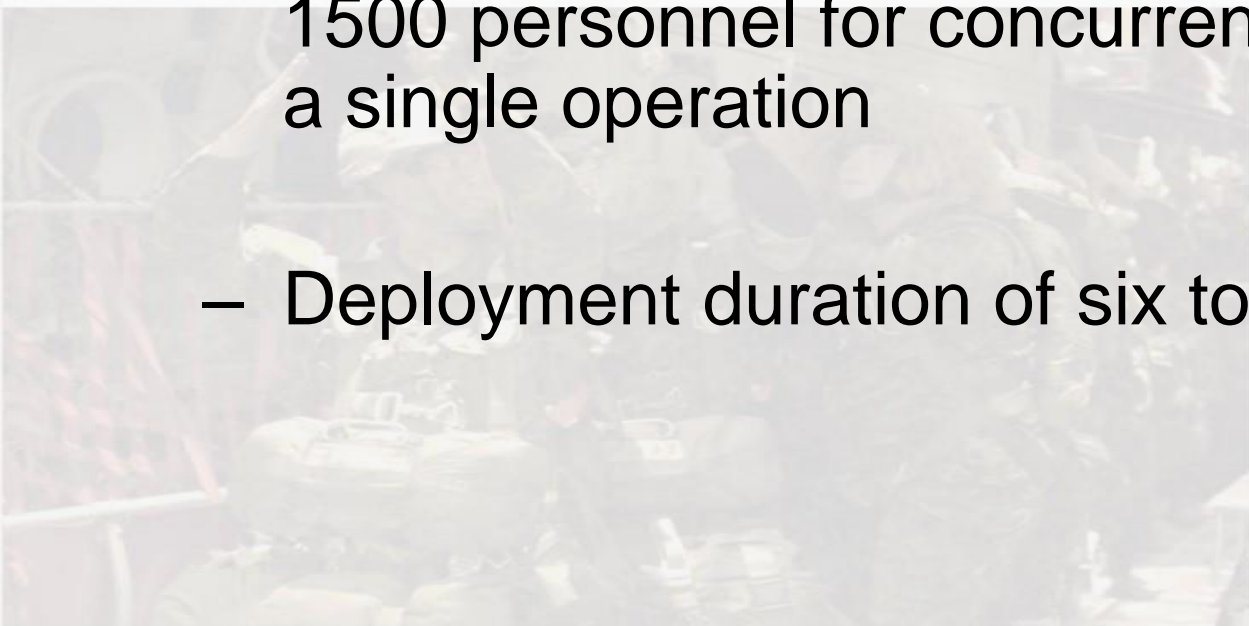 1500 personnel for concurren
a single operation
– Deployment duration of six to